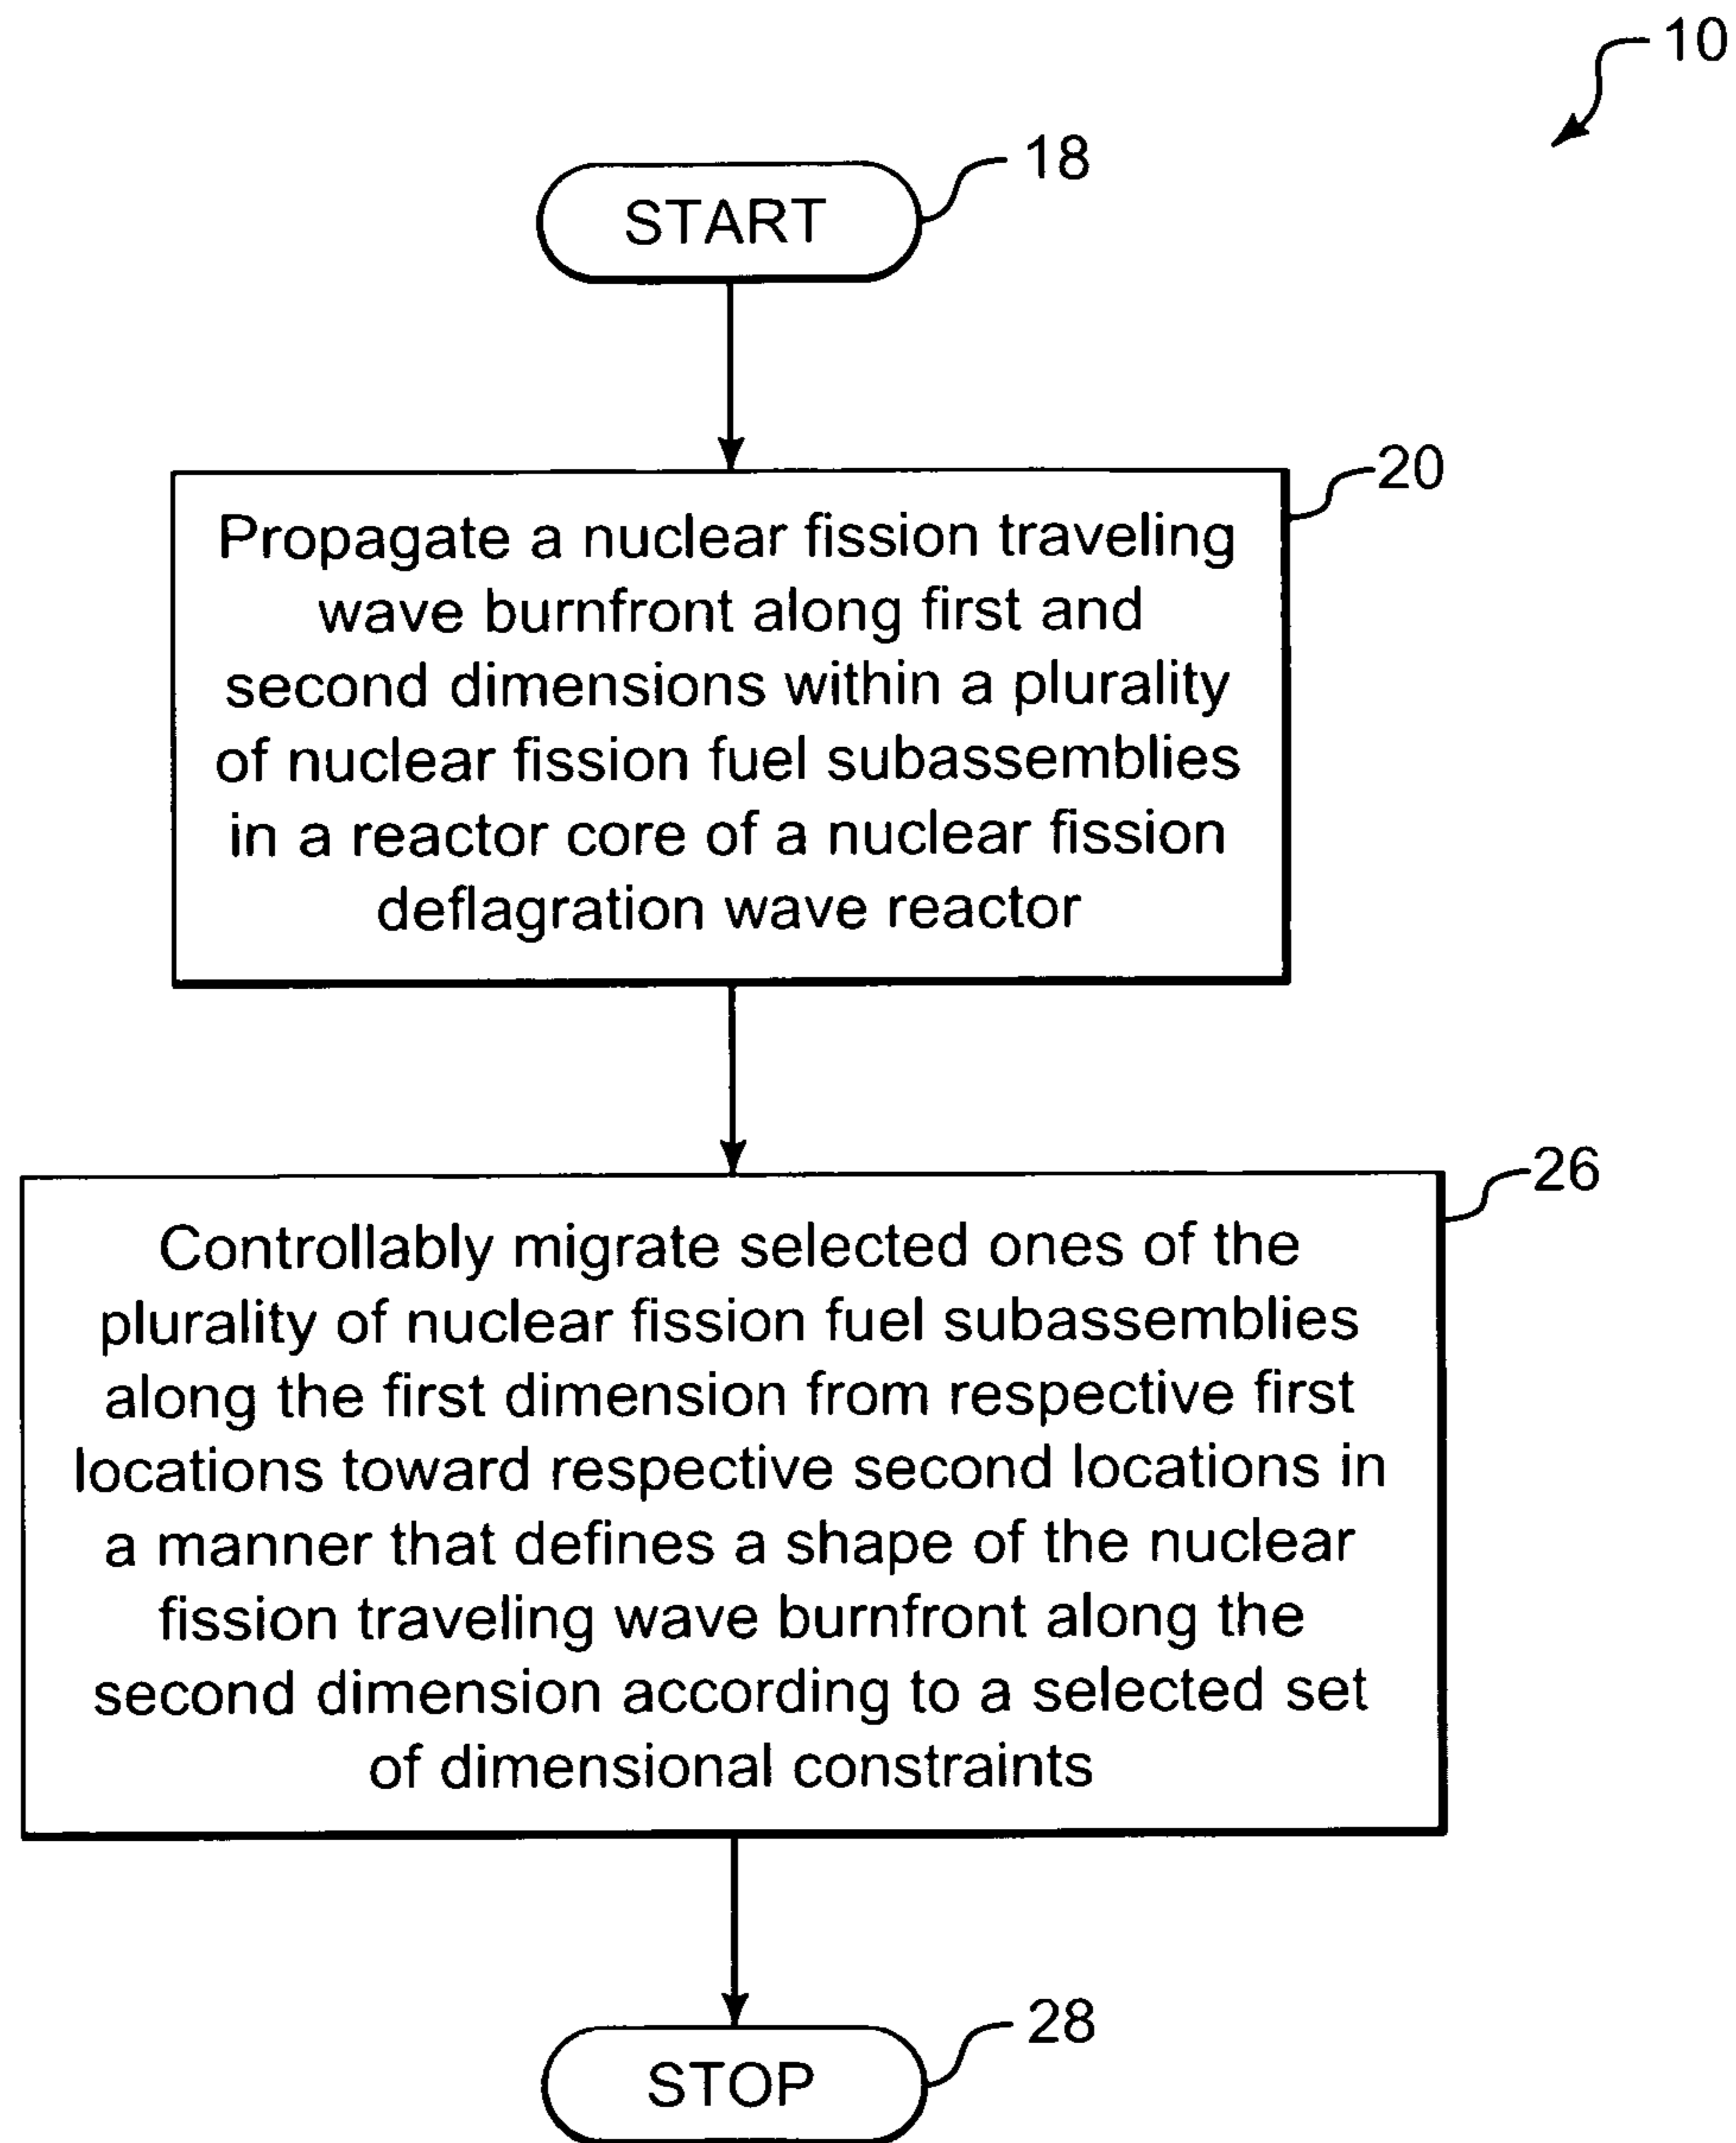 10
START
18
20
Propagate a nuclear fission traveling
wave burnfront along first and
second dimensions within a plurality
of nuclear fission fuel subassemblies
in a reactor core of a nuclear fission
deflagration wave reactor
26
Controllably migrate selected ones of the
plurality of nuclear fission fuel subassemblies
along the first dimension from respective first
locations toward respective second locations in
a manner that defines a shape of the nuclear
fission traveling wave burnfront along the
second dimension according to a selected set
of dimensional constraints
28
STOP